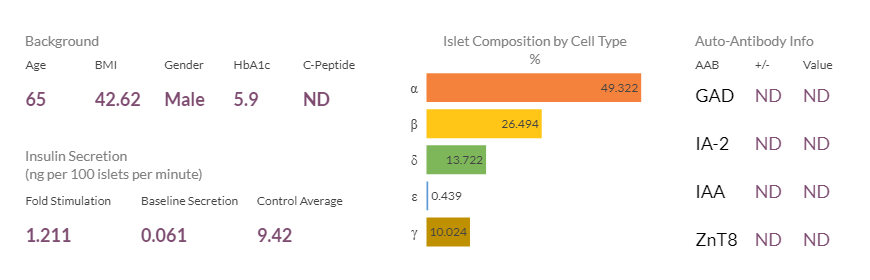 Background
Age BMI Gender HbA1c C-Peptide
65 42.62 Male 5.9 ND
Insulin Secretion
(ng per 100 islets per minute)
Fold Stimulation Baseline Secretion Control Average
1.211 0.061 9.42
Islet Composition by Cell Type
%
α 49.322
β 26.494
δ 13.722
ε 0.439
γ 10.024
Auto-Antibody Info
AAB +/- Value
GAD ND ND
IA-2 ND ND
IAA ND ND
ZnT8 ND ND